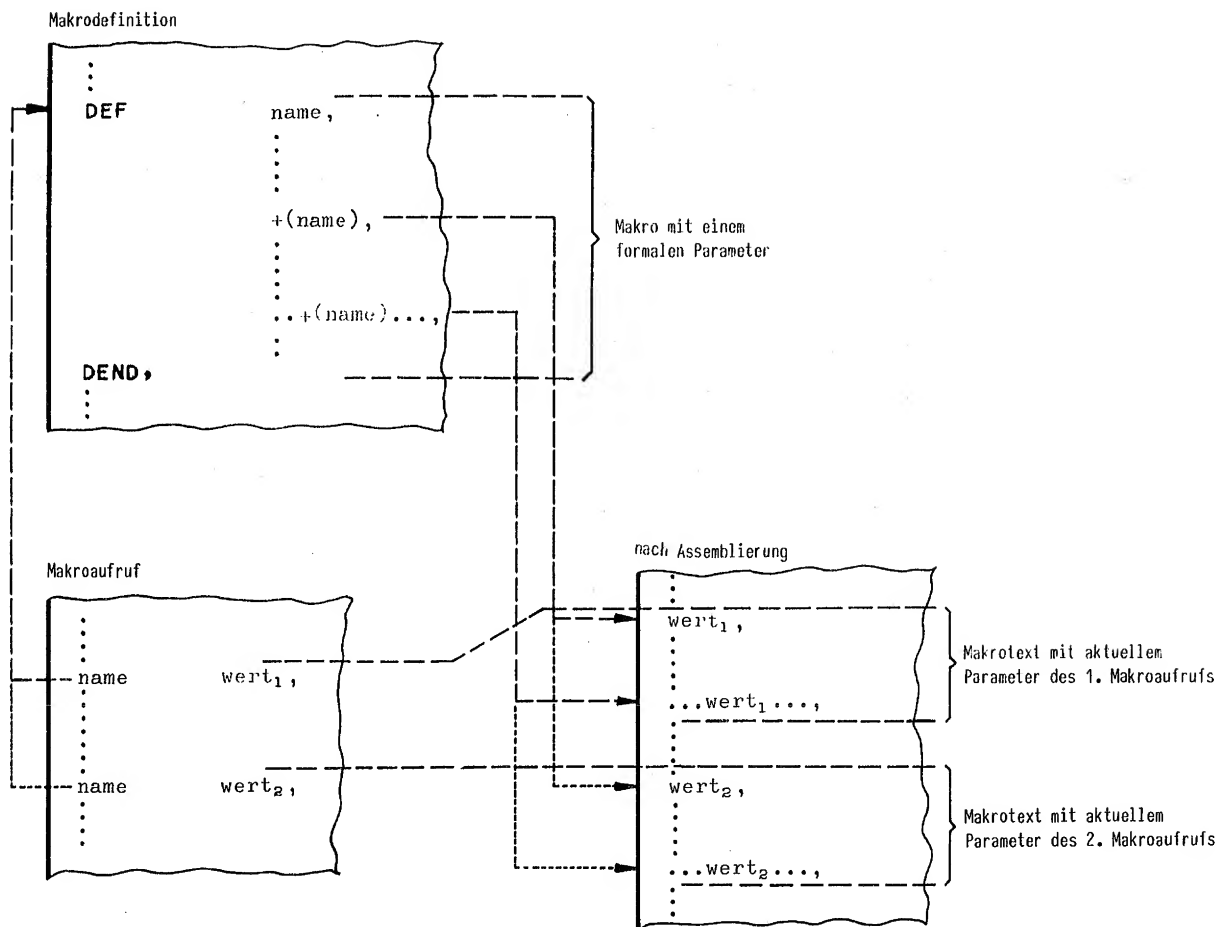 Makrodefinition
DEF name,
+(name),
..+(name)...,
DEND,
Makro mit einem
formalen Parameter
Makroaufruf
name wert₁,
name wert₂,
nach Assemblierung
wert₁,
...wert₁...,
wert₂,
...wert₂...,
Makrotext mit aktuellem
Parameter des 1. Makroaufrufs
Makrotext mit aktuellem
Parameter des 2. Makroaufrufs